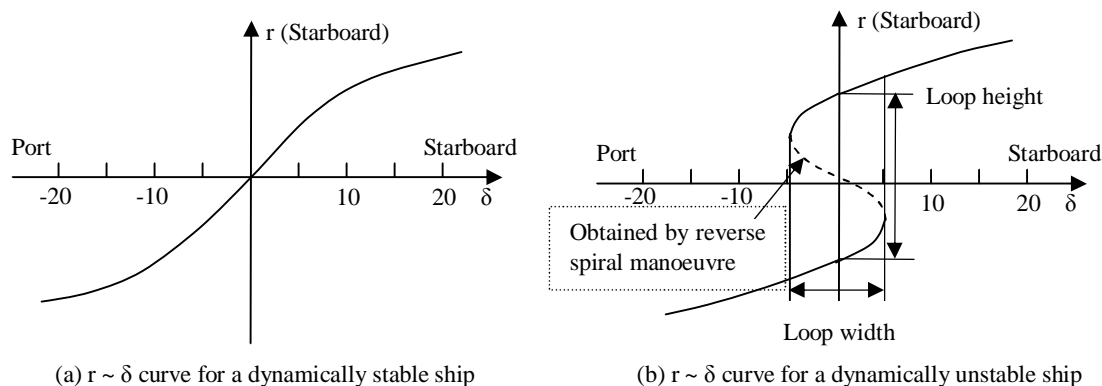 r (Starboard)
Port
Starboard
-20
-10
10
20
δ
(a) r ~ δ curve for a dynamically stable ship
r (Starboard)
Loop height
Port
Starboard
-10
10
20
δ
Obtained by reverse
spiral manoeuvre
Loop width
(b) r ~ δ curve for a dynamically unstable ship